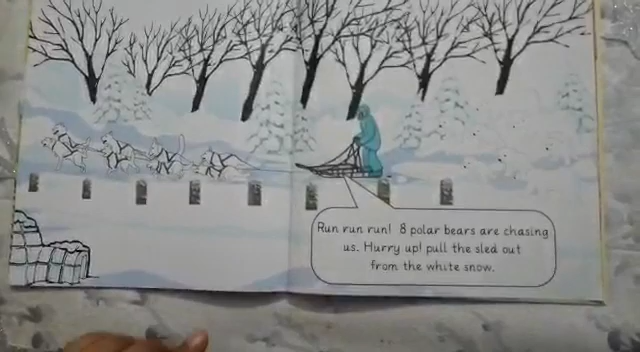 Run run run! 8 polar bears are chasing
us. Hurry up! pull the sled out
from the white snow.